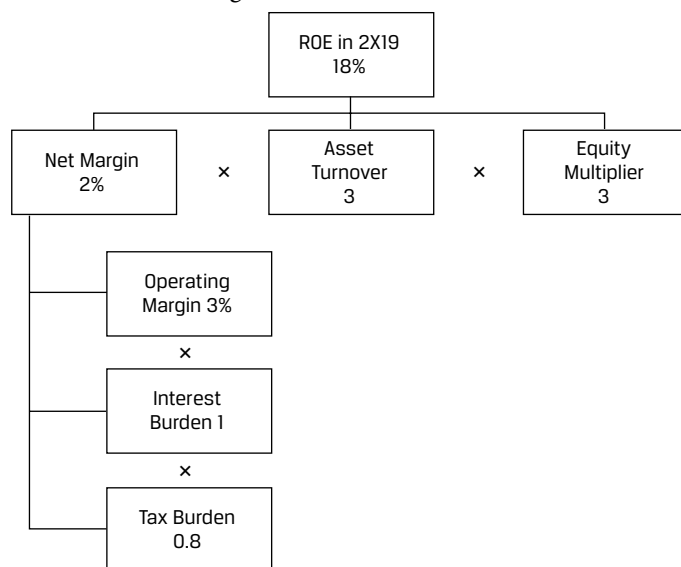 ROE in 2X19
18%
Net Margin
2%
×
Asset
Turnover
3
×
Equity
Multiplier
3
Operating
Margin 3%
×
Interest
Burden 1
×
Tax Burden
0.8